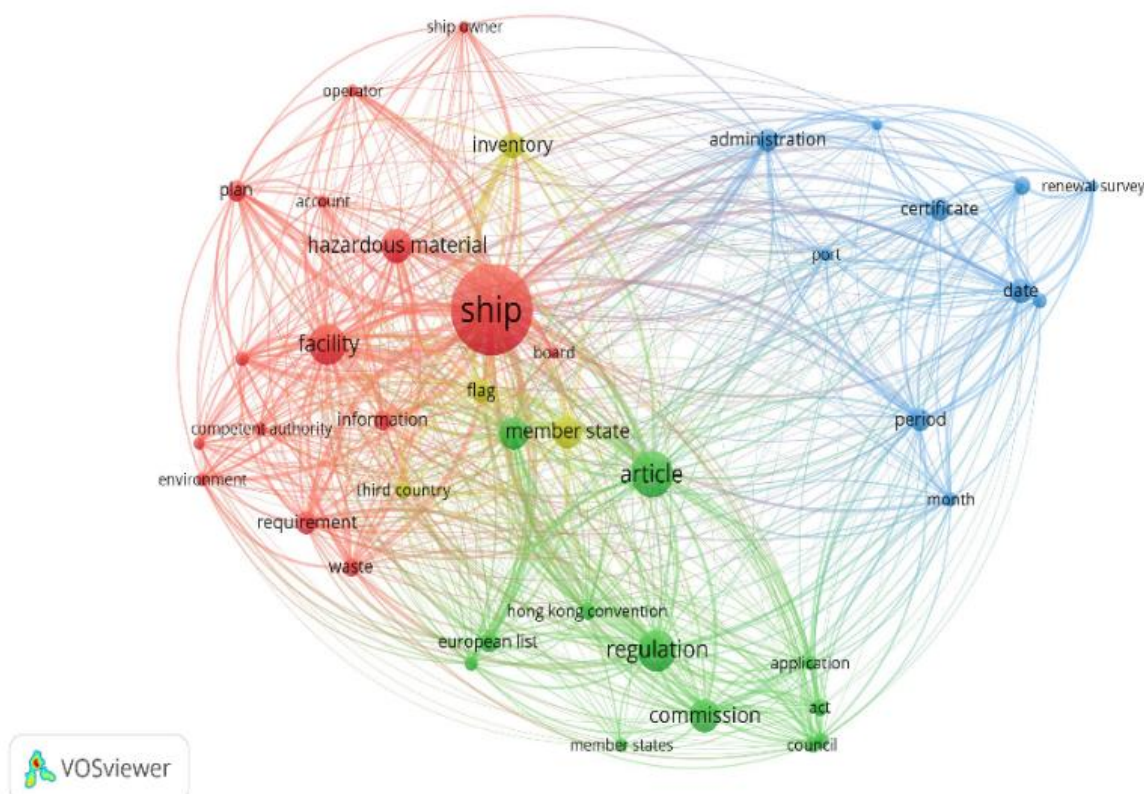 ship owner
operator
inventory
administration
plan
account
renewal survey
certificate
hazardous material
port
date
ship
facility
board
flag
information
competent authority
member state
period
article
environment
third country
month
requirement
waste
hong kong convention
european list
regulation
application
act
commission
member states
council
VOSviewer